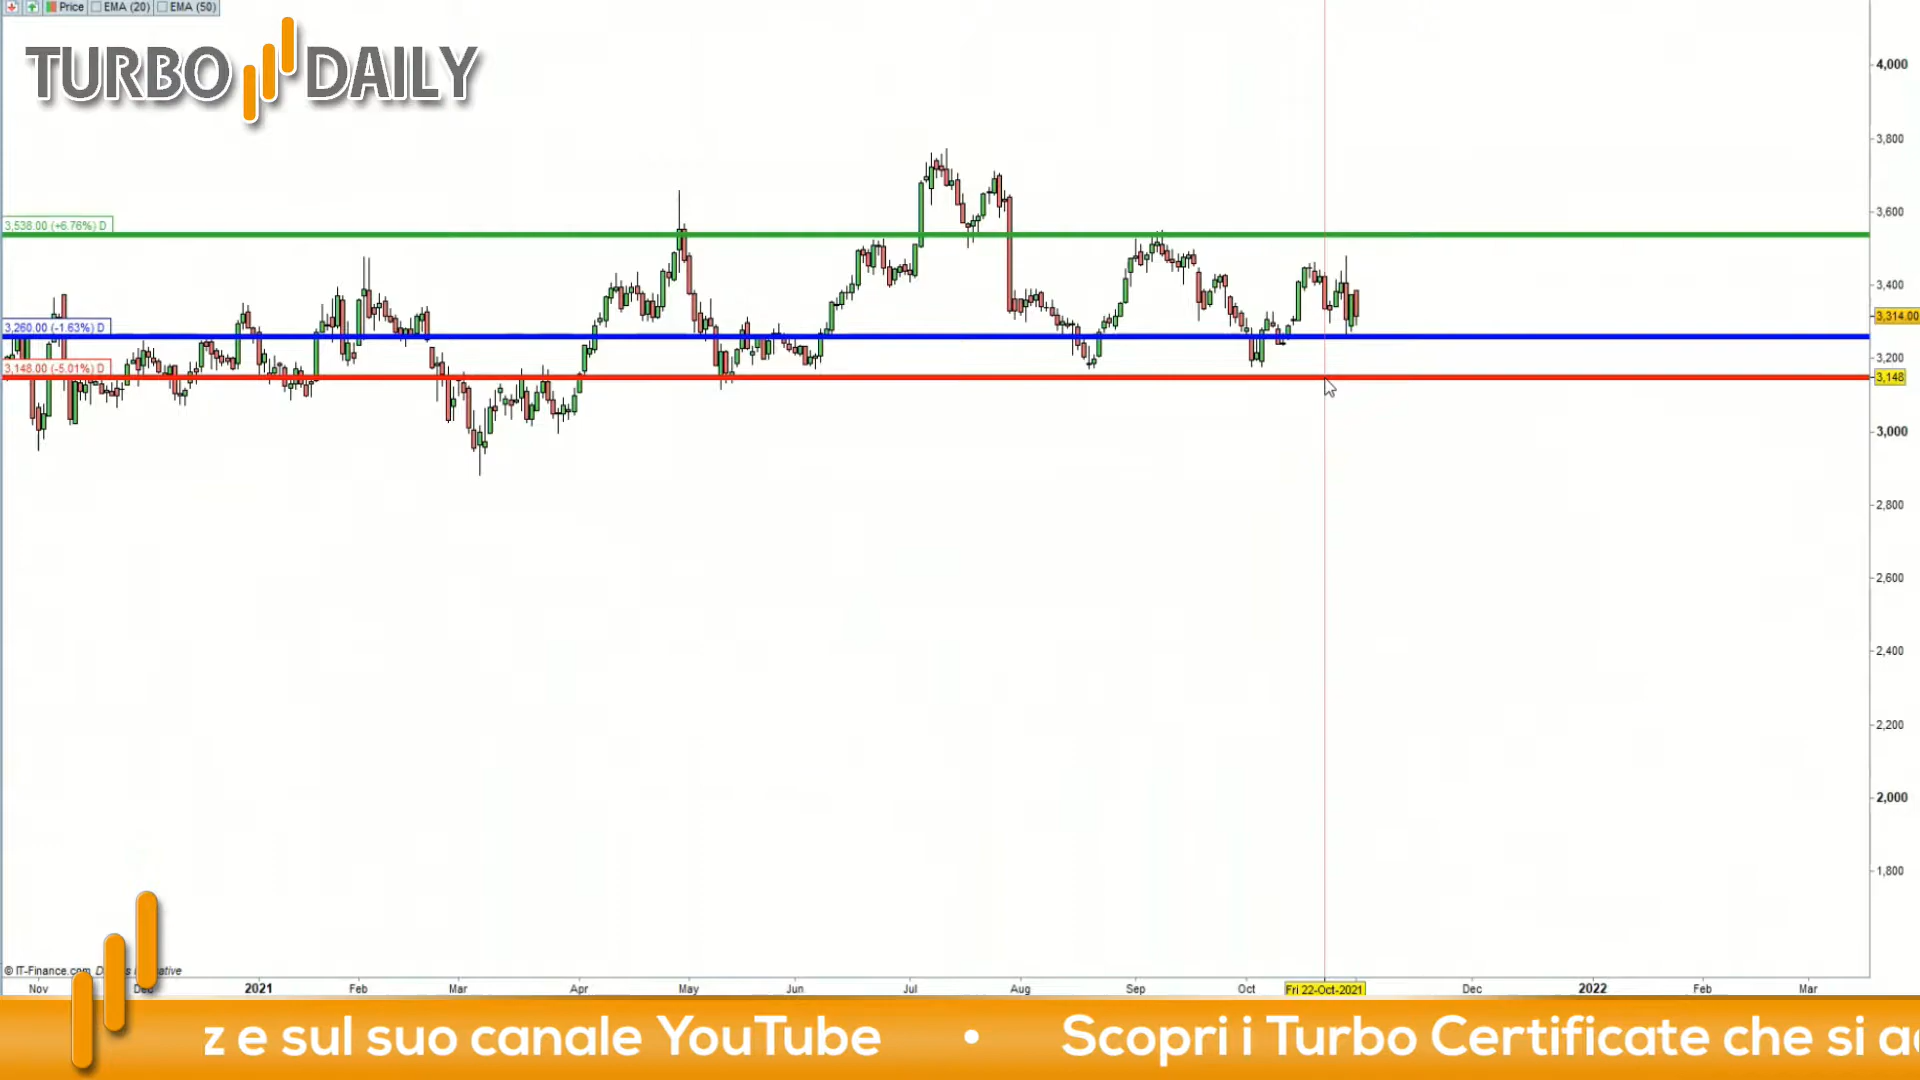 Price EMA (20) EMA (50)
TURBO DAILY
4,000
3,800
3,600
3,538.00 (+6.76%) D
3,400
3,314.00
3,260.00 (-1.63%) D
3,200
3,148.00 (-5.01%) D
3,148
3,000
2,800
2,600
2,400
2,200
2,000
1,800
© IT-Finance.com
Nov Dec 2021 Feb Mar Apr May Jun Jul Aug Sep Oct Fri 22-Oct-2021 Dec 2022 Feb Mar
z e sul suo canale YouTube • Scopri i Turbo Certificate che si